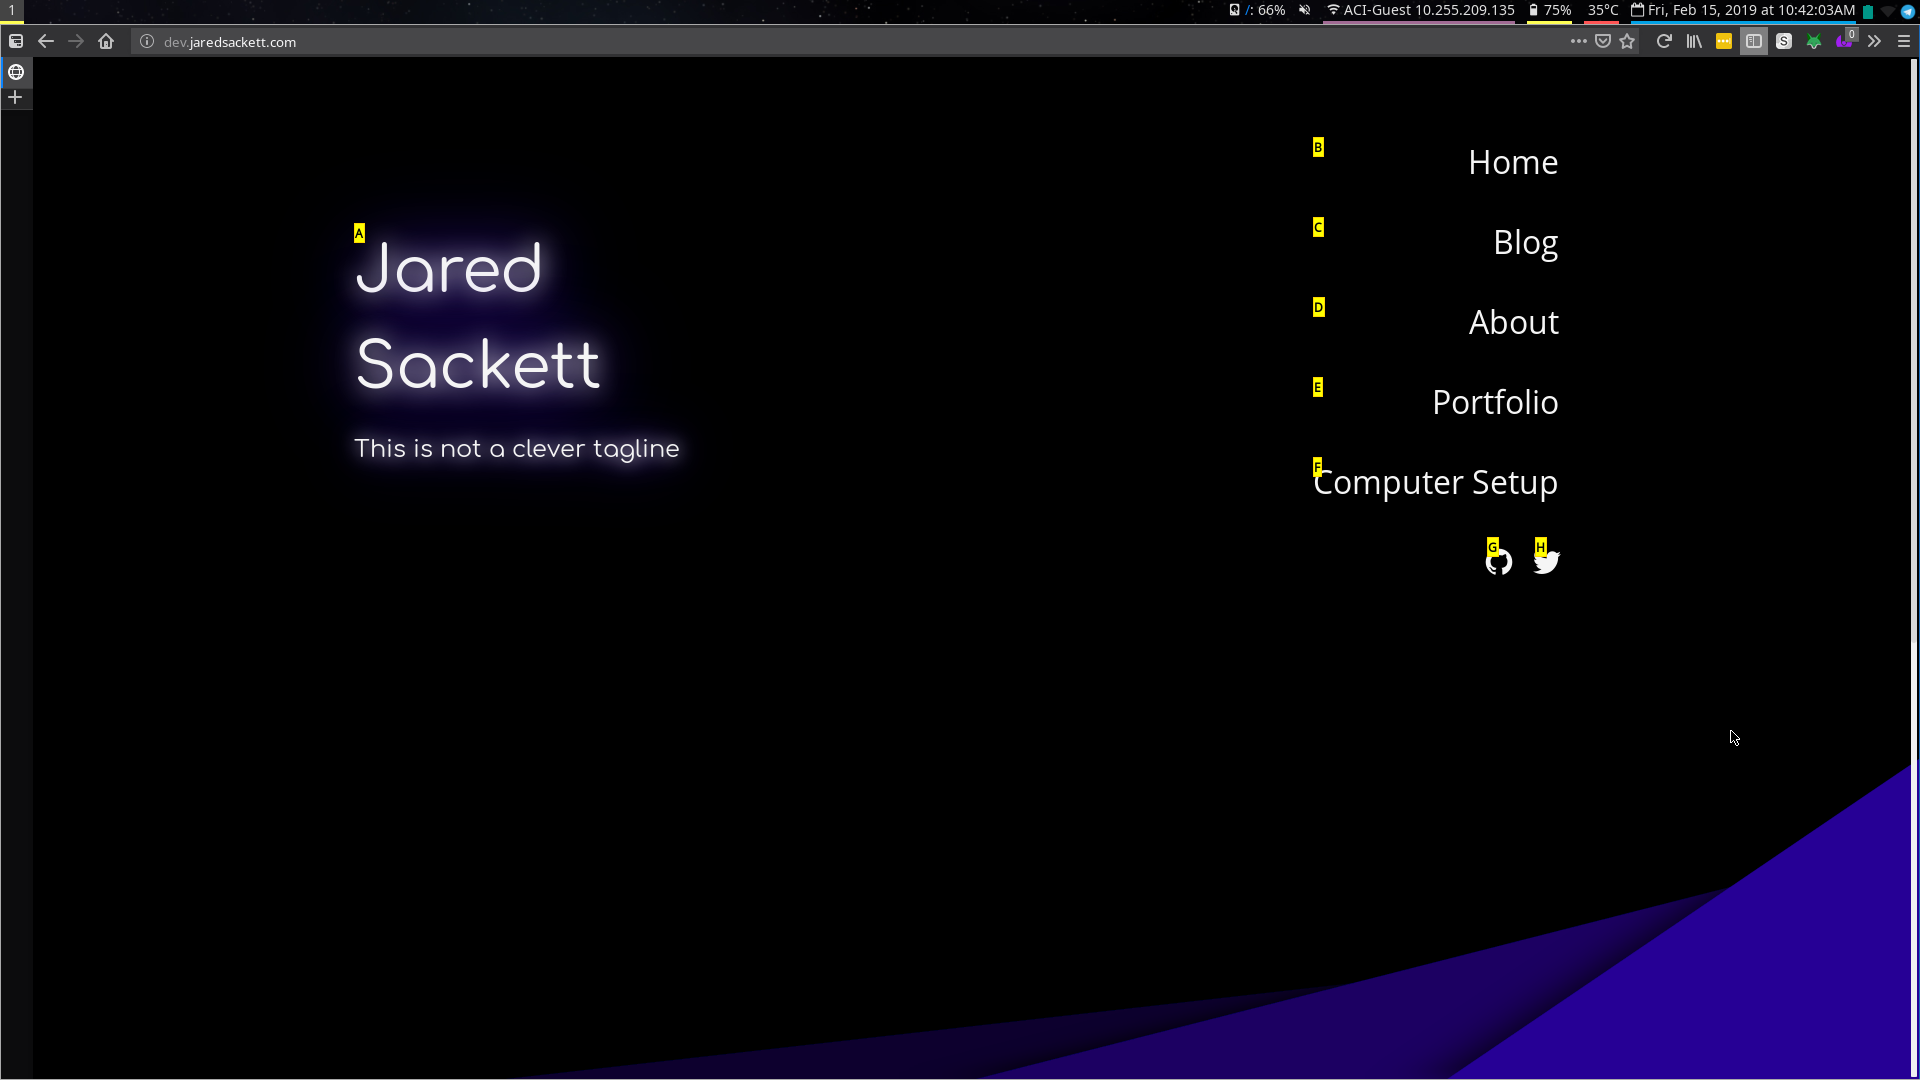 1
/: 66%
ACI-Guest 10.255.209.135
75%
35°C
Fri, Feb 15, 2019 at 10:42:03AM
dev.jaredsackett.com
S
0
A
Jared
Sackett
This is not a clever tagline
B
Home
C
Blog
D
About
E
Portfolio
F
Computer Setup
G
H